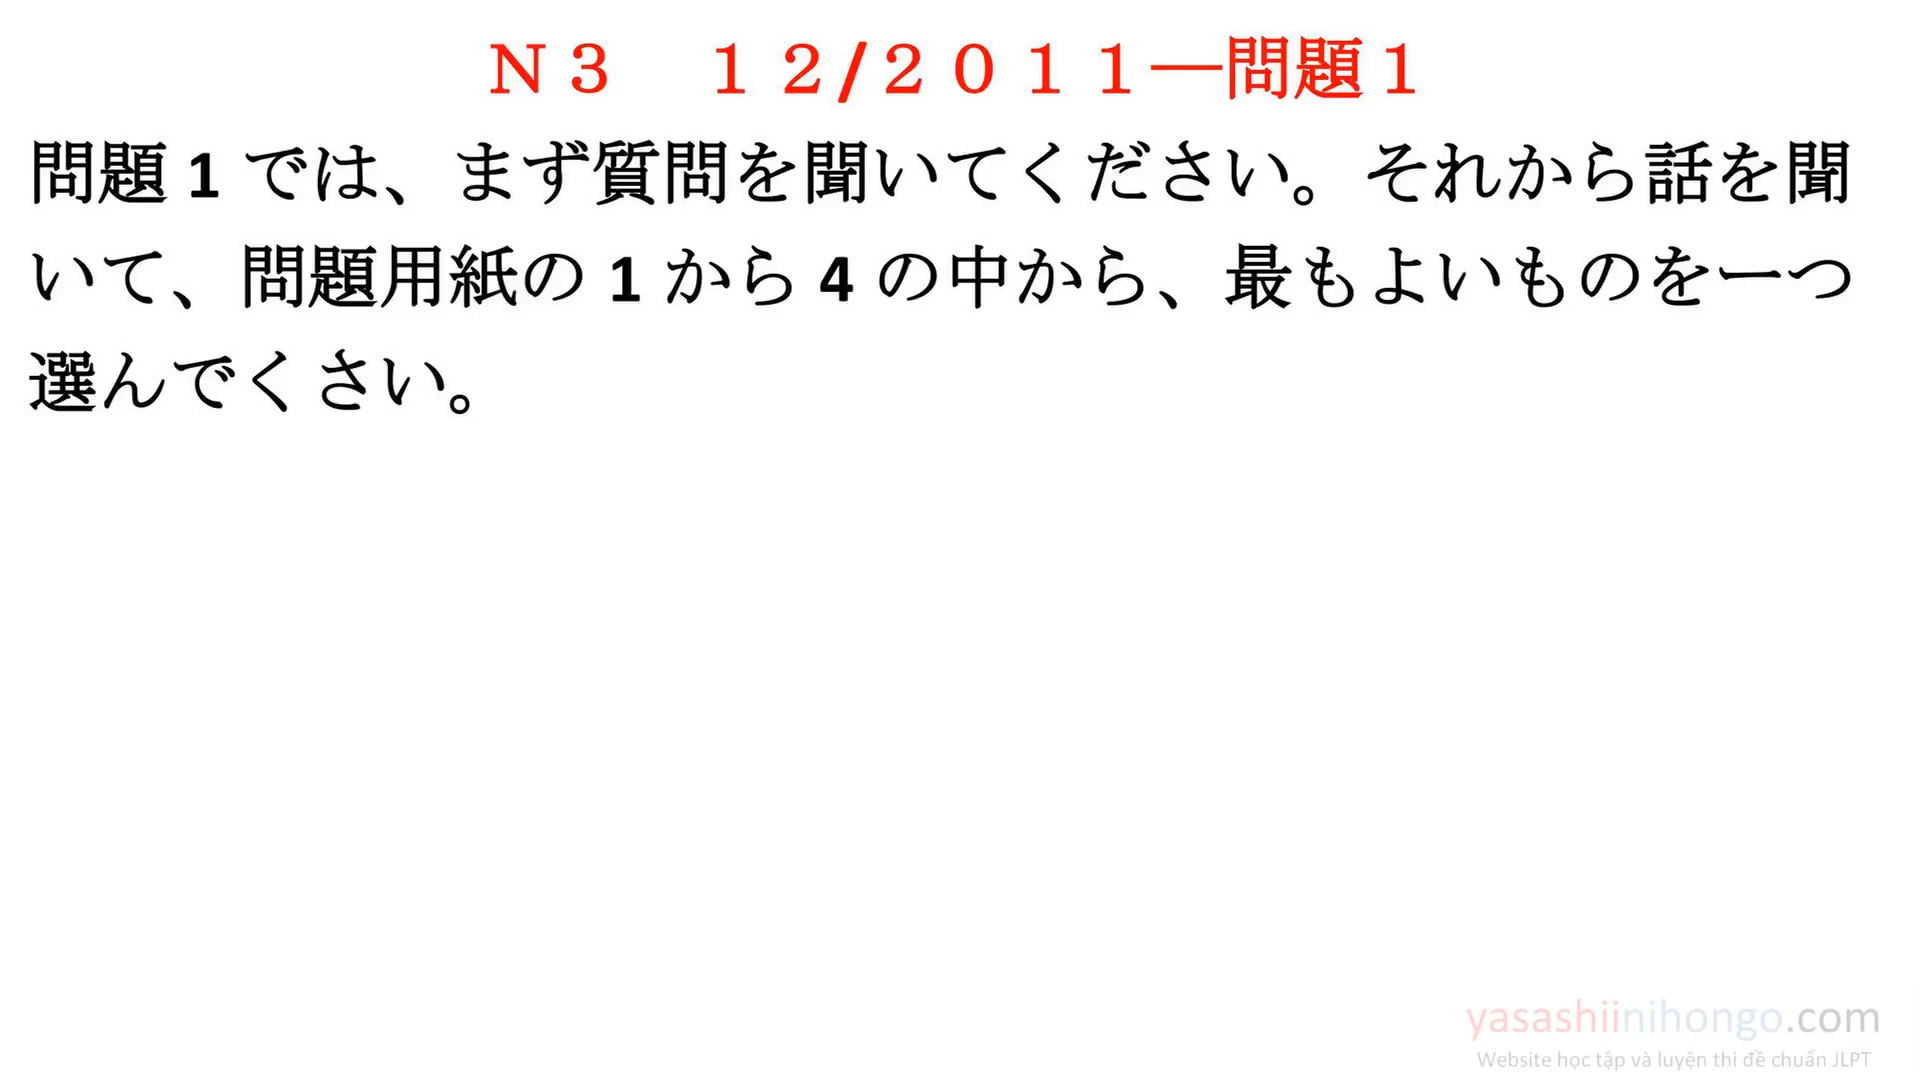 Ｎ３　１２/２０１１―問題１
問題 1 では、まず質問を聞いてください。それから話を聞
いて、問題用紙の 1 から 4 の中から、最もよいものを一つ
選んでくさい。
yasashiinihongo.com
Website học tập và luyện thi đề chuẩn JLPT